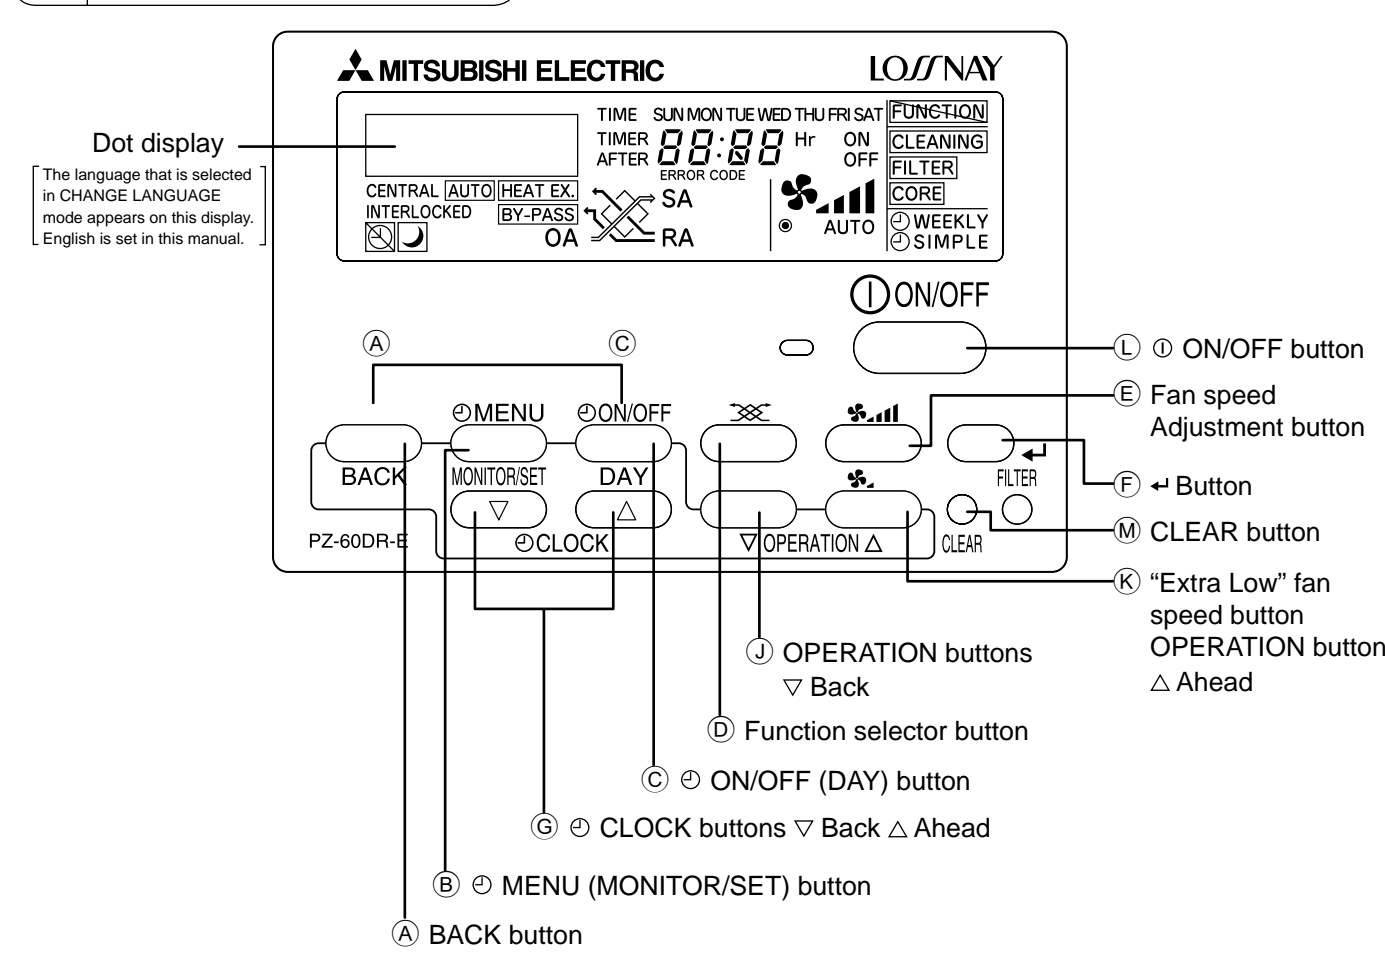 MITSUBISHI ELECTRIC
LOSSNAY
TIME SUN MON TUE WED THU FRI SAT
FUNCTION
TIMER
AFTER
88:88 Hr
ON
OFF
CLEANING
FILTER
CORE
ERROR CODE
CENTRAL AUTO HEAT EX.
INTERLOCKED BY-PASS
OA
SA
RA
AUTO
WEEKLY
SIMPLE
Dot display
The language that is selected
in CHANGE LANGUAGE
mode appears on this display.
English is set in this manual.
ON/OFF
A
C
MENU
ON/OFF
BACK
MONITOR/SET
DAY
▽
△
FILTER
PZ-60DR-E
CLOCK
▽ OPERATION △
CLEAR
L ON/OFF button
E Fan speed
Adjustment button
F ↵ Button
M CLEAR button
K “Extra Low” fan
speed button
OPERATION button
△ Ahead
J OPERATION buttons
▽ Back
D Function selector button
C ON/OFF (DAY) button
G CLOCK buttons ▽ Back △ Ahead
B MENU (MONITOR/SET) button
A BACK button